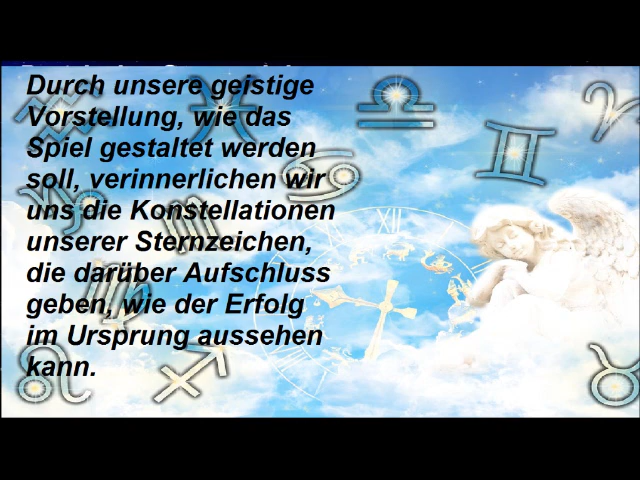 Durch unsere geistige
Vorstellung, wie das
Spiel gestaltet werden
soll, verinnerlichen wir
uns die Konstellationen
unserer Sternzeichen,
die darüber Aufschluss
geben, wie der Erfolg
im Ursprung aussehen
kann.
XII